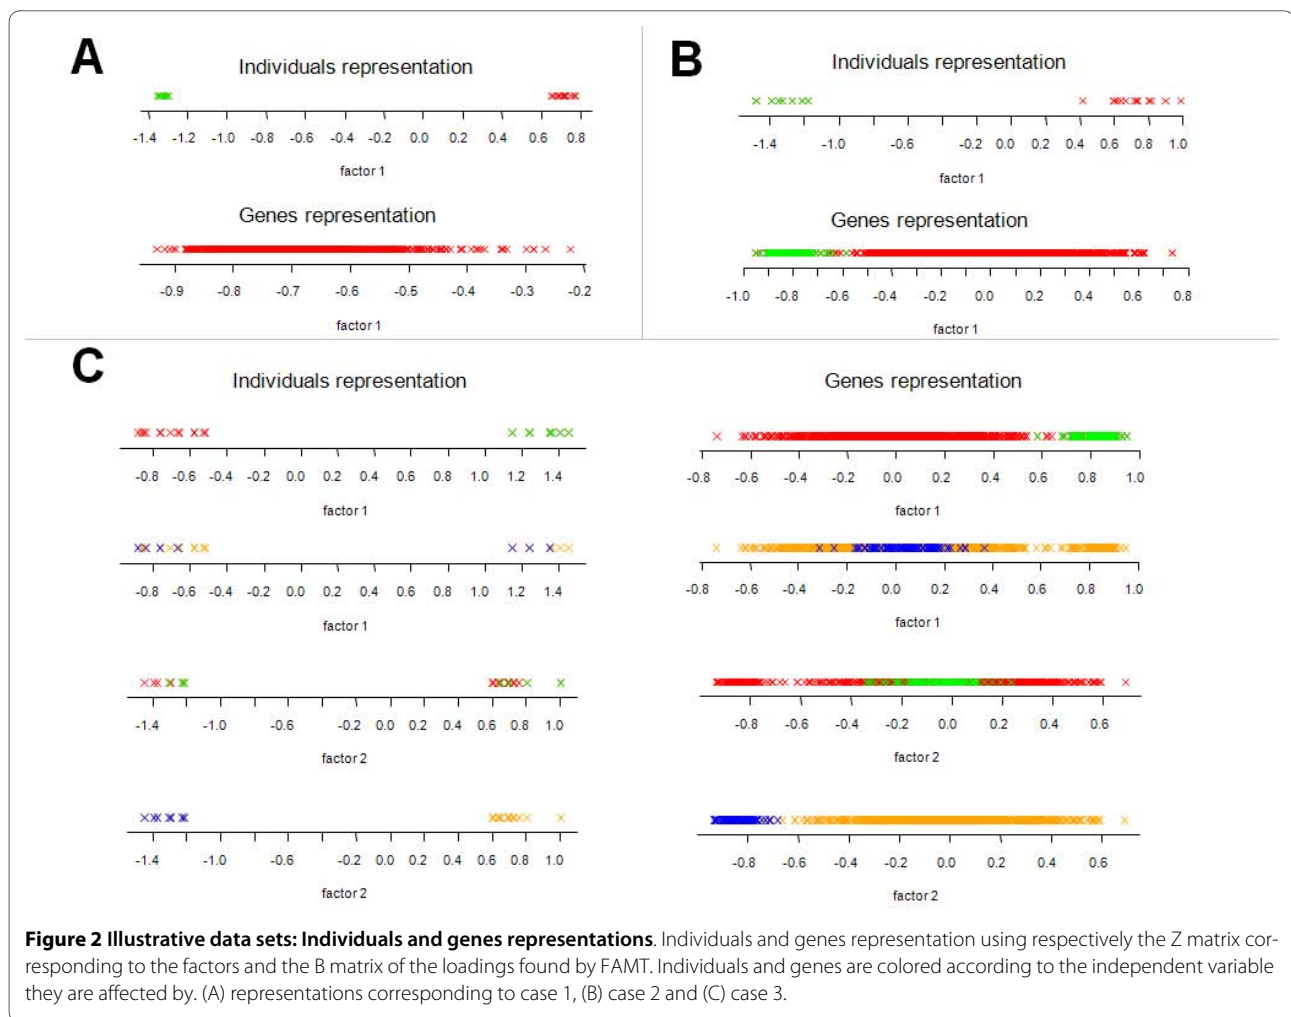 A
Individuals representation
-1.4 -1.2 -1.0 -0.8 -0.6 -0.4 -0.2 0.0 0.2 0.4 0.6 0.8
factor 1
Genes representation
-0.9 -0.8 -0.7 -0.6 -0.5 -0.4 -0.3 -0.2
factor 1
B
Individuals representation
-1.4 -1.0 -0.6 -0.2 0.0 0.2 0.4 0.6 0.8 1.0
factor 1
Genes representation
-1.0 -0.8 -0.6 -0.4 -0.2 0.0 0.2 0.4 0.6 0.8
factor 1
C
Individuals representation
-0.8 -0.6 -0.4 -0.2 0.0 0.2 0.4 0.6 0.8 1.0 1.2 1.4
factor 1
-0.8 -0.6 -0.4 -0.2 0.0 0.2 0.4 0.6 0.8 1.0 1.2 1.4
factor 1
-1.4 -1.0 -0.6 -0.2 0.0 0.2 0.4 0.6 0.8 1.0
factor 2
-1.4 -1.0 -0.6 -0.2 0.0 0.2 0.4 0.6 0.8 1.0
factor 2
Genes representation
-0.8 -0.6 -0.4 -0.2 0.0 0.2 0.4 0.6 0.8 1.0
factor 1
-0.8 -0.6 -0.4 -0.2 0.0 0.2 0.4 0.6 0.8 1.0
factor 1
-0.8 -0.6 -0.4 -0.2 0.0 0.2 0.4 0.6
factor 2
-0.8 -0.6 -0.4 -0.2 0.0 0.2 0.4 0.6
factor 2
Figure 2 Illustrative data sets: Individuals and genes representations. Individuals and genes representation using respectively the Z matrix cor-
responding to the factors and the B matrix of the loadings found by FAMT. Individuals and genes are colored according to the independent variable
they are affected by. (A) representations corresponding to case 1, (B) case 2 and (C) case 3.